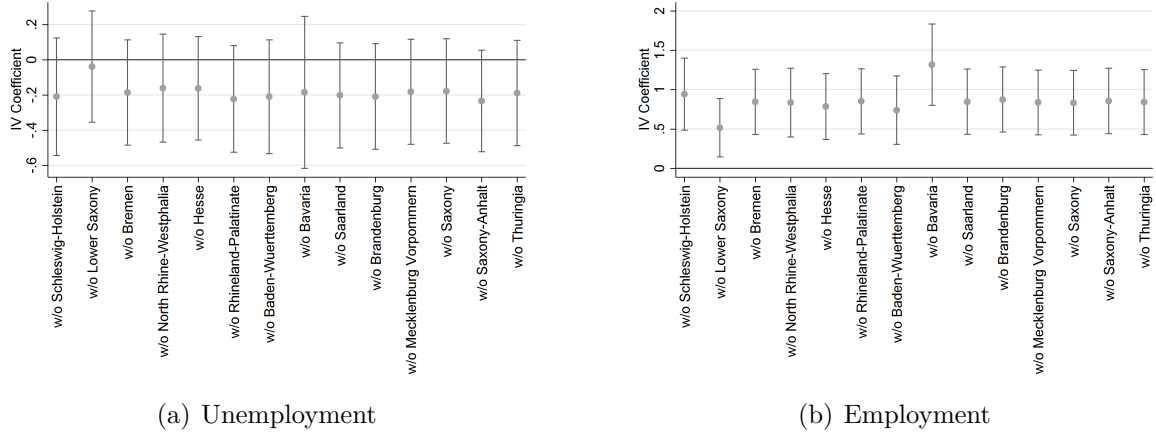 IV Coefficient
.2
0
-.2
-.4
-.6
w/o Schleswig-Holstein
w/o Lower Saxony
w/o Bremen
w/o North Rhine-Westphalia
w/o Hesse
w/o Rhineland-Palatinate
w/o Baden-Wuerttemberg
w/o Bavaria
w/o Saarland
w/o Brandenburg
w/o Mecklenburg Vorpommern
w/o Saxony
w/o Saxony-Anhalt
w/o Thuringia
(a) Unemployment
IV Coefficient
2
1.5
1
.5
0
w/o Schleswig-Holstein
w/o Lower Saxony
w/o Bremen
w/o North Rhine-Westphalia
w/o Hesse
w/o Rhineland-Palatinate
w/o Baden-Wuerttemberg
w/o Bavaria
w/o Saarland
w/o Brandenburg
w/o Mecklenburg Vorpommern
w/o Saxony
w/o Saxony-Anhalt
w/o Thuringia
(b) Employment